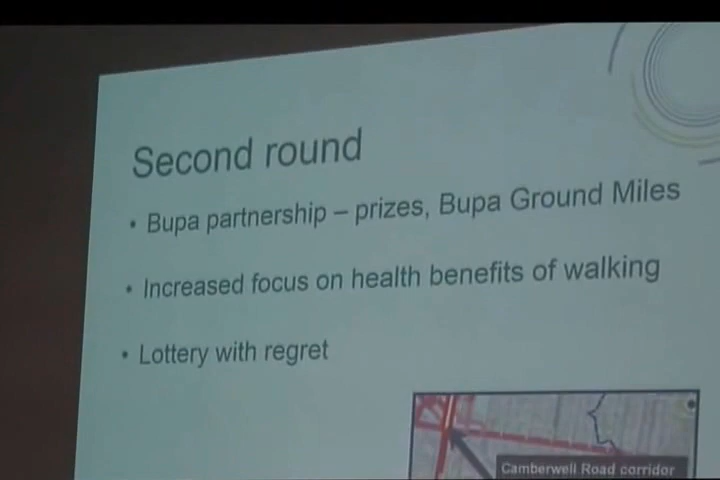 Second round
• Bupa partnership – prizes, Bupa Ground Miles
• Increased focus on health benefits of walking
• Lottery with regret
Camberwell Road corridor